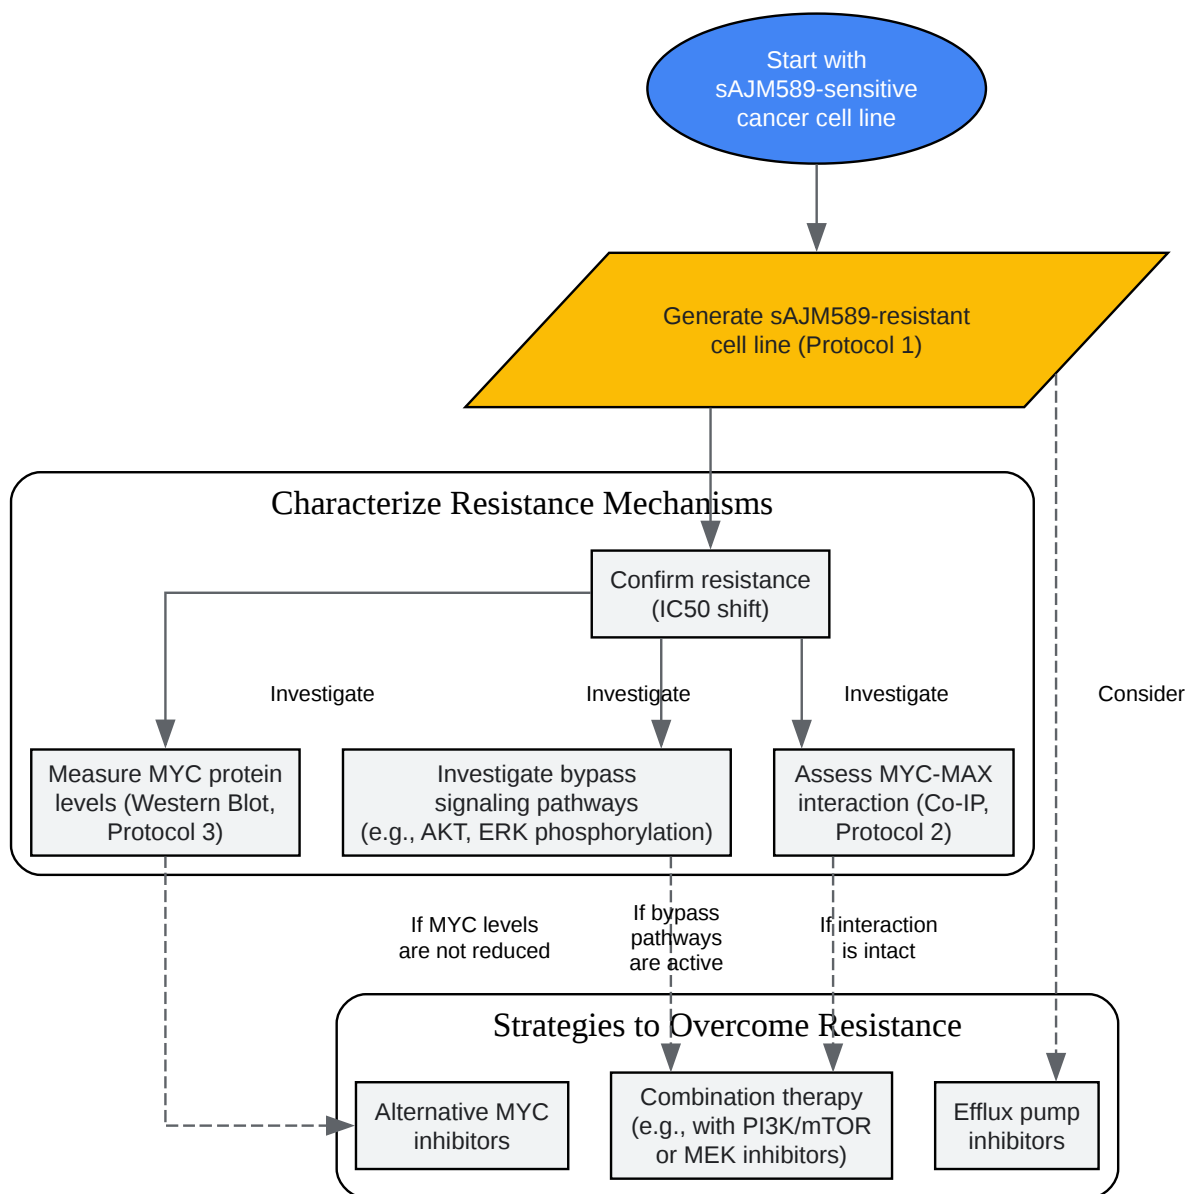 Start with
sAJM589-sensitive
cancer cell line
Generate sAJM589-resistant
cell line (Protocol 1)
Characterize Resistance Mechanisms
Confirm resistance
(IC50 shift)
Investigate
Investigate
Investigate
Consider
Measure MYC protein
levels (Western Blot,
Protocol 3)
Investigate bypass
signaling pathways
(e.g., AKT, ERK phosphorylation)
Assess MYC-MAX
interaction (Co-IP,
Protocol 2)
If MYC levels
are not reduced
If bypass
pathways
are active
If interaction
is intact
Strategies to Overcome Resistance
Alternative MYC
inhibitors
Combination therapy
(e.g., with PI3K/mTOR
or MEK inhibitors)
Efflux pump
inhibitors